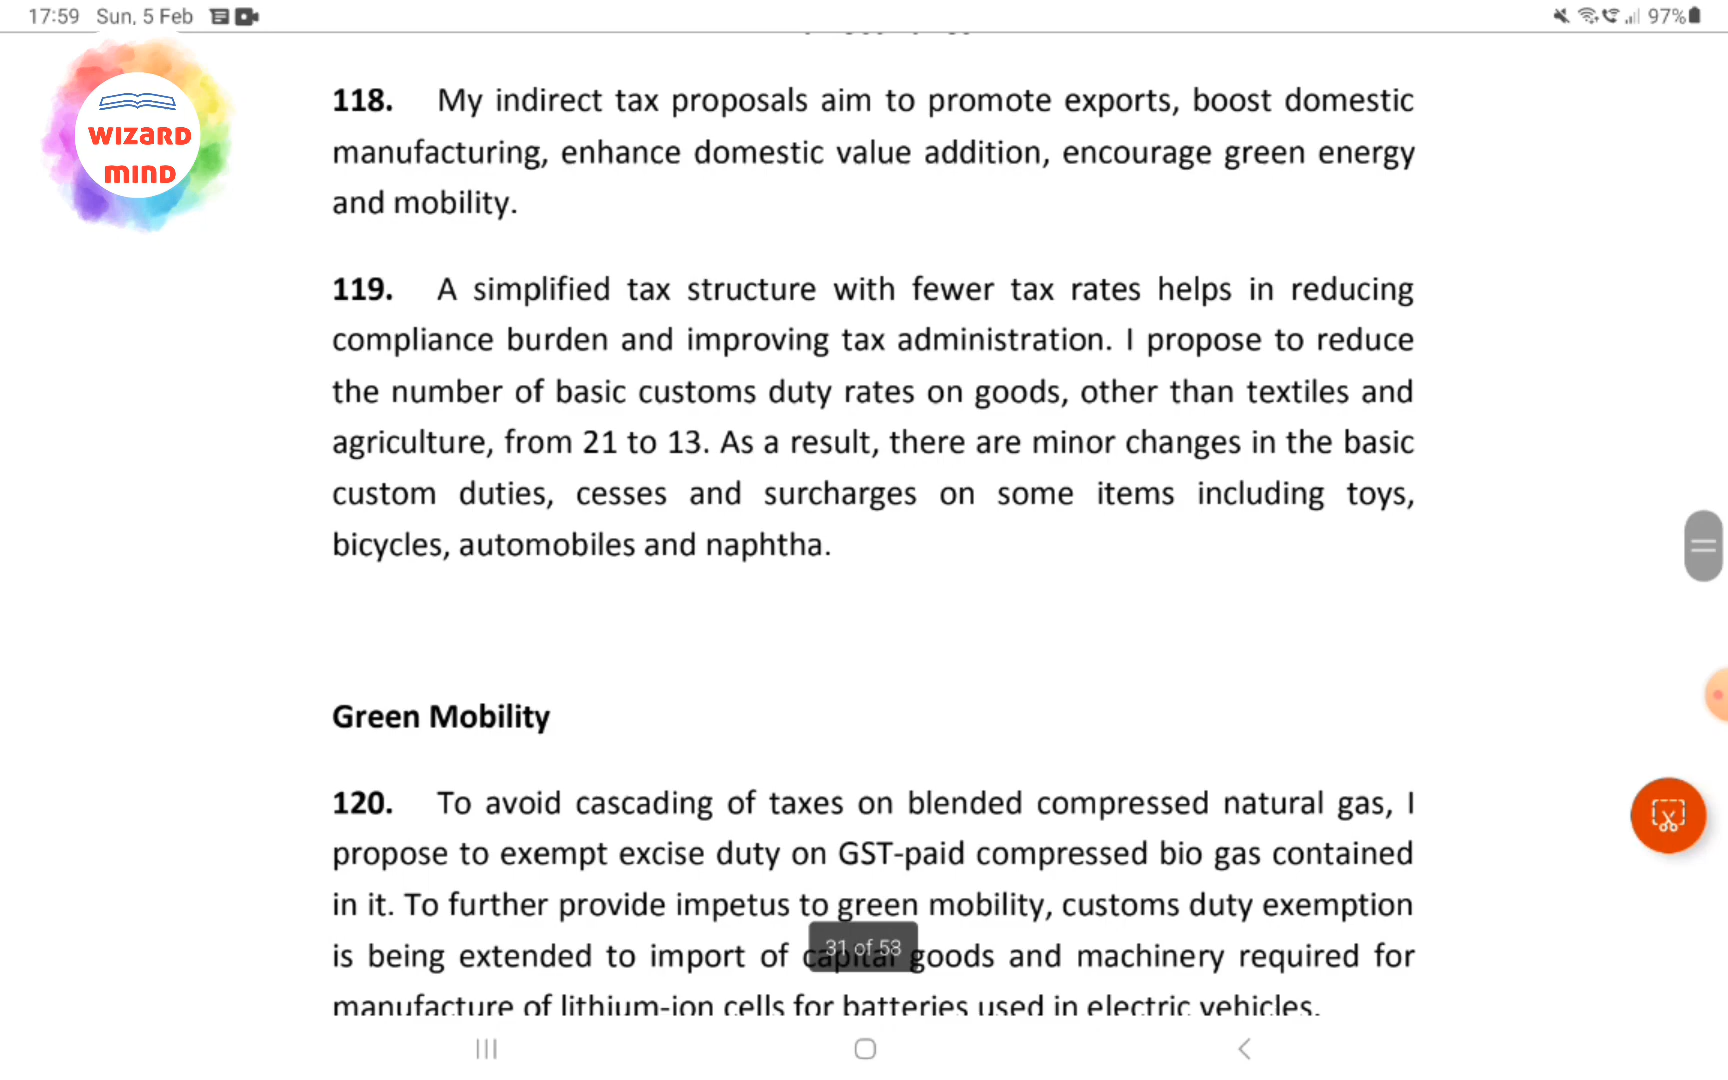 17:59 Sun, 5 Feb
97%
WIZARD
MIND
118. My indirect tax proposals aim to promote exports, boost domestic
manufacturing, enhance domestic value addition, encourage green energy
and mobility.
119. A simplified tax structure with fewer tax rates helps in reducing
compliance burden and improving tax administration. I propose to reduce
the number of basic customs duty rates on goods, other than textiles and
agriculture, from 21 to 13. As a result, there are minor changes in the basic
custom duties, cesses and surcharges on some items including toys,
bicycles, automobiles and naphtha.
Green Mobility
120. To avoid cascading of taxes on blended compressed natural gas, I
propose to exempt excise duty on GST-paid compressed bio gas contained
in it. To further provide impetus to green mobility, customs duty exemption
is being extended to import of capital goods and machinery required for
31 of 58
manufacture of lithium-ion cells for batteries used in electric vehicles.